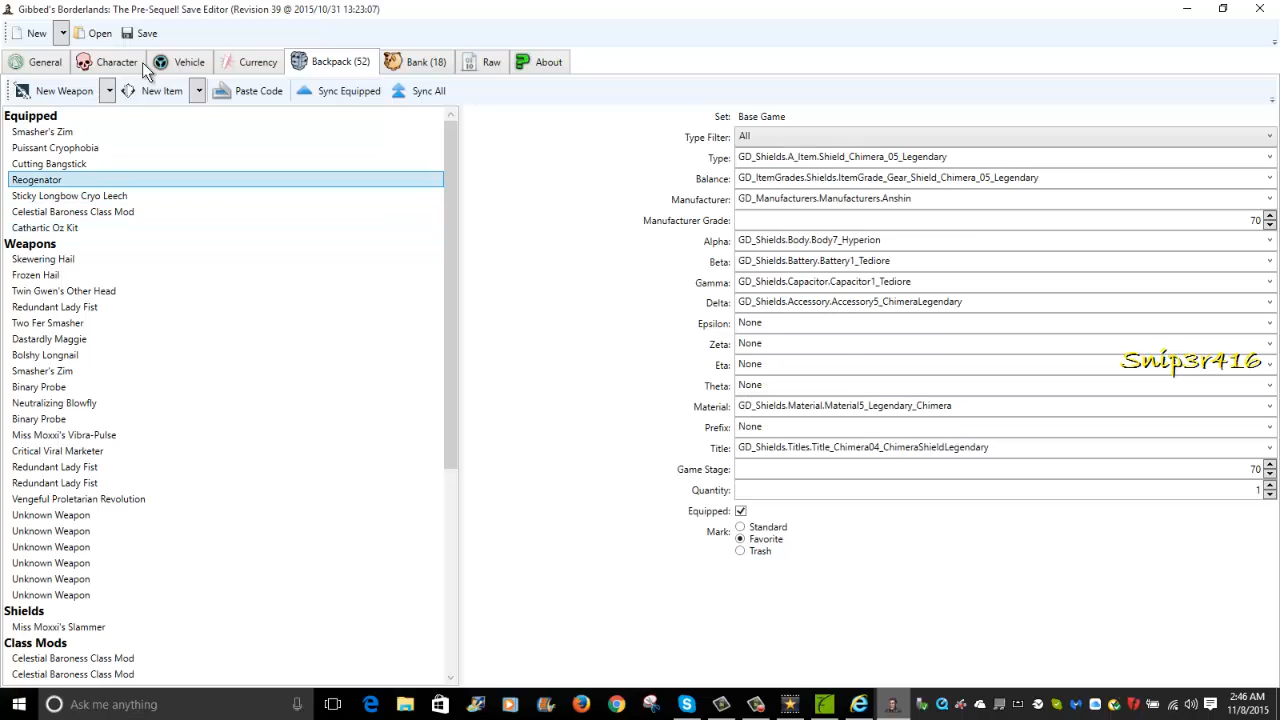 Gibbed's Borderlands: The Pre-Sequel! Save Editor (Revision 39 @ 2015/10/31 13:23:07)
New Open Save
General Character Vehicle Currency Backpack (52) Bank (18) Raw About
New Weapon New Item Paste Code Sync Equipped Sync All
Equipped
Smasher's Zim
Puissant Cryophobia
Cutting Bangstick
Reogenator
Sticky Longbow Cryo Leech
Celestial Baroness Class Mod
Cathartic Oz Kit
Weapons
Skewering Hail
Frozen Hail
Twin Gwen's Other Head
Redundant Lady Fist
Two Fer Smasher
Dastardly Maggie
Bolshy Longnail
Smasher's Zim
Binary Probe
Neutralizing Blowfly
Binary Probe
Miss Moxxi's Vibra-Pulse
Critical Viral Marketer
Redundant Lady Fist
Redundant Lady Fist
Vengeful Proletarian Revolution
Unknown Weapon
Unknown Weapon
Unknown Weapon
Unknown Weapon
Unknown Weapon
Unknown Weapon
Shields
Miss Moxxi's Slammer
Class Mods
Celestial Baroness Class Mod
Celestial Baroness Class Mod
Set: Base Game
Type Filter: All
Type: GD_Shields.A_Item.Shield_Chimera_05_Legendary
Balance: GD_ItemGrades.Shields.ItemGrade_Gear_Shield_Chimera_05_Legendary
Manufacturer: GD_Manufacturers.Manufacturers.Anshin
Manufacturer Grade: 70
Alpha: GD_Shields.Body.Body7_Hyperion
Beta: GD_Shields.Battery.Battery1_Tediore
Gamma: GD_Shields.Capacitor.Capacitor1_Tediore
Delta: GD_Shields.Accessory.Accessory5_ChimeraLegendary
Epsilon: None
Zeta: None
Eta: None
Snip3r416
Theta: None
Material: GD_Shields.Material.Material5_Legendary_Chimera
Prefix: None
Title: GD_Shields.Titles.Title_Chimera04_ChimeraShieldLegendary
Game Stage: 70
Quantity: 1
Equipped:
Mark: Standard
Favorite
Trash
Ask me anything
2:46 AM
11/8/2015